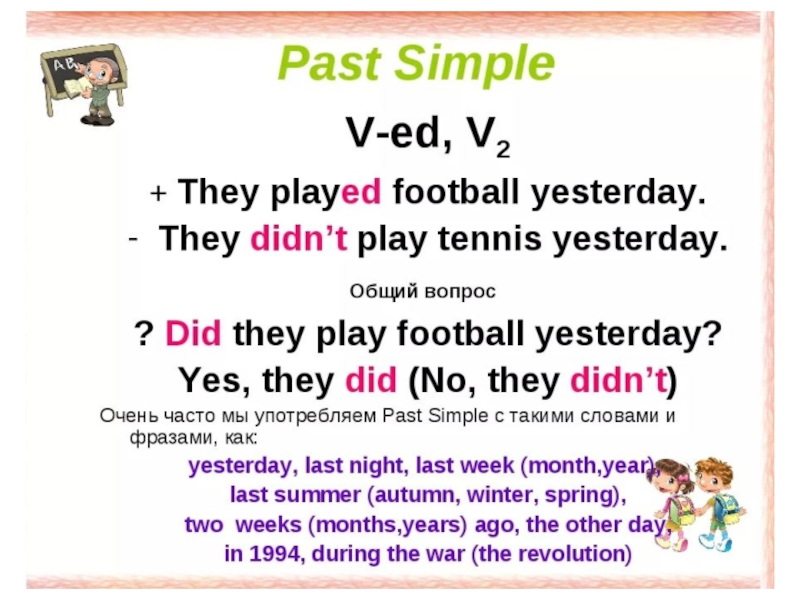 AB
Past Simple
V-ed, V2
+ They played football yesterday.
- They didn’t play tennis yesterday.
Общий вопрос
? Did they play football yesterday?
Yes, they did (No, they didn’t)
Очень часто мы употребляем Past Simple с такими словами и
фразами, как:
yesterday, last night, last week (month,year),
last summer (autumn, winter, spring),
two weeks (months,years) ago, the other day,
in 1994, during the war (the revolution)